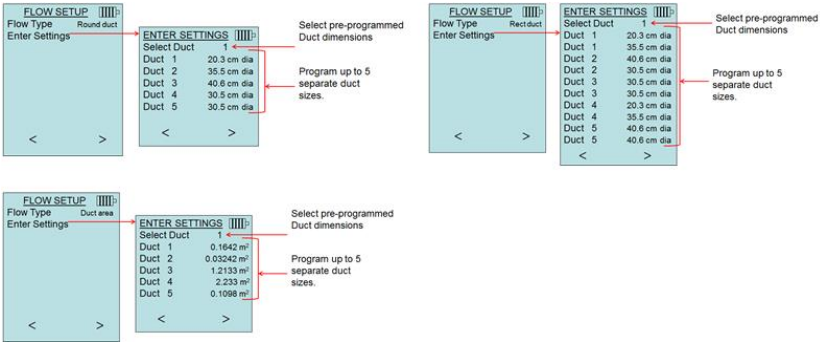 FLOW SETUP
Flow Type Round duct
Enter Settings
ENTER SETTINGS
Select Duct 1
Duct 1 20.3 cm dia
Duct 2 35.5 cm dia
Duct 3 40.6 cm dia
Duct 4 30.5 cm dia
Duct 5 30.5 cm dia
< >
< >
Select pre-programmed
Duct dimensions
Program up to 5
separate duct
sizes.
FLOW SETUP
Flow Type Rect duct
Enter Settings
ENTER SETTINGS
Select Duct 1
Duct 1 20.3 cm dia
Duct 1 35.5 cm dia
Duct 2 40.6 cm dia
Duct 2 30.5 cm dia
Duct 3 30.5 cm dia
Duct 3 30.5 cm dia
Duct 4 20.3 cm dia
Duct 4 35.5 cm dia
Duct 5 40.6 cm dia
Duct 5 40.6 cm dia
< >
< >
Select pre-programmed
Duct dimensions
Program up to 5
separate duct
sizes.
FLOW SETUP
Flow Type Duct area
Enter Settings
ENTER SETTINGS
Select Duct 1
Duct 1 0.1642 m²
Duct 2 0.03242 m²
Duct 3 1.2133 m²
Duct 4 2.233 m²
Duct 5 0.1098 m²
< >
< >
Select pre-programmed
Duct dimensions
Program up to 5
separate duct
sizes.